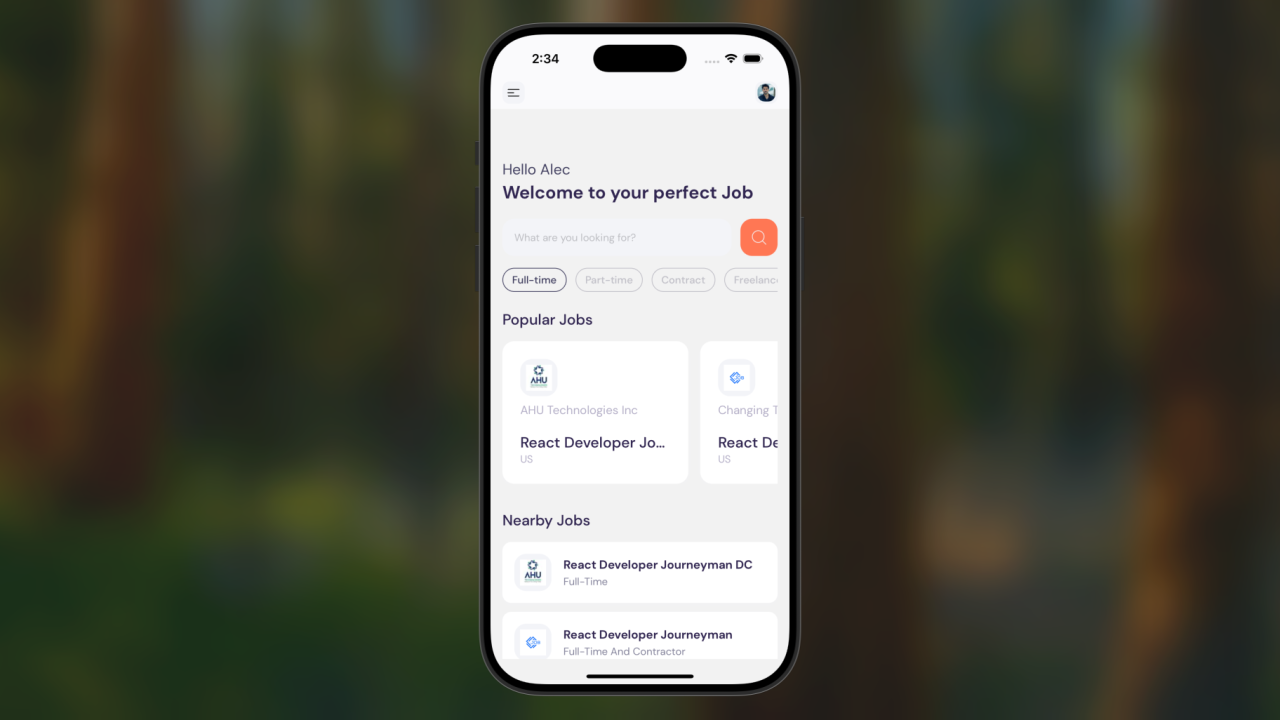 2:34
Hello Alec
Welcome to your perfect Job
What are you looking for?
Full-time Part-time Contract Freelanc
Popular Jobs
AHU
AHU Technologies Inc
React Developer Jo...
US
Changing T
React De
US
Nearby Jobs
AHU
React Developer Journeyman DC
Full-Time
React Developer Journeyman
Full-Time And Contractor